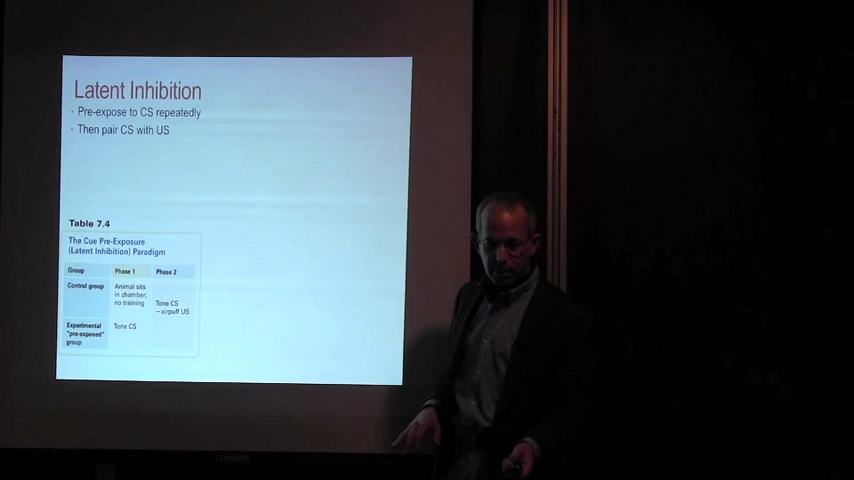 Latent Inhibition
• Pre-expose to CS repeatedly
• Then pair CS with US
Table 7.4
The Cue Pre-Exposure
(Latent Inhibition) Paradigm
Group Phase 1 Phase 2
Control group Animal sits
in chamber;
no training
Tone CS
—airpuff US
Experimental
"pre-exposed"
group
Tone CS